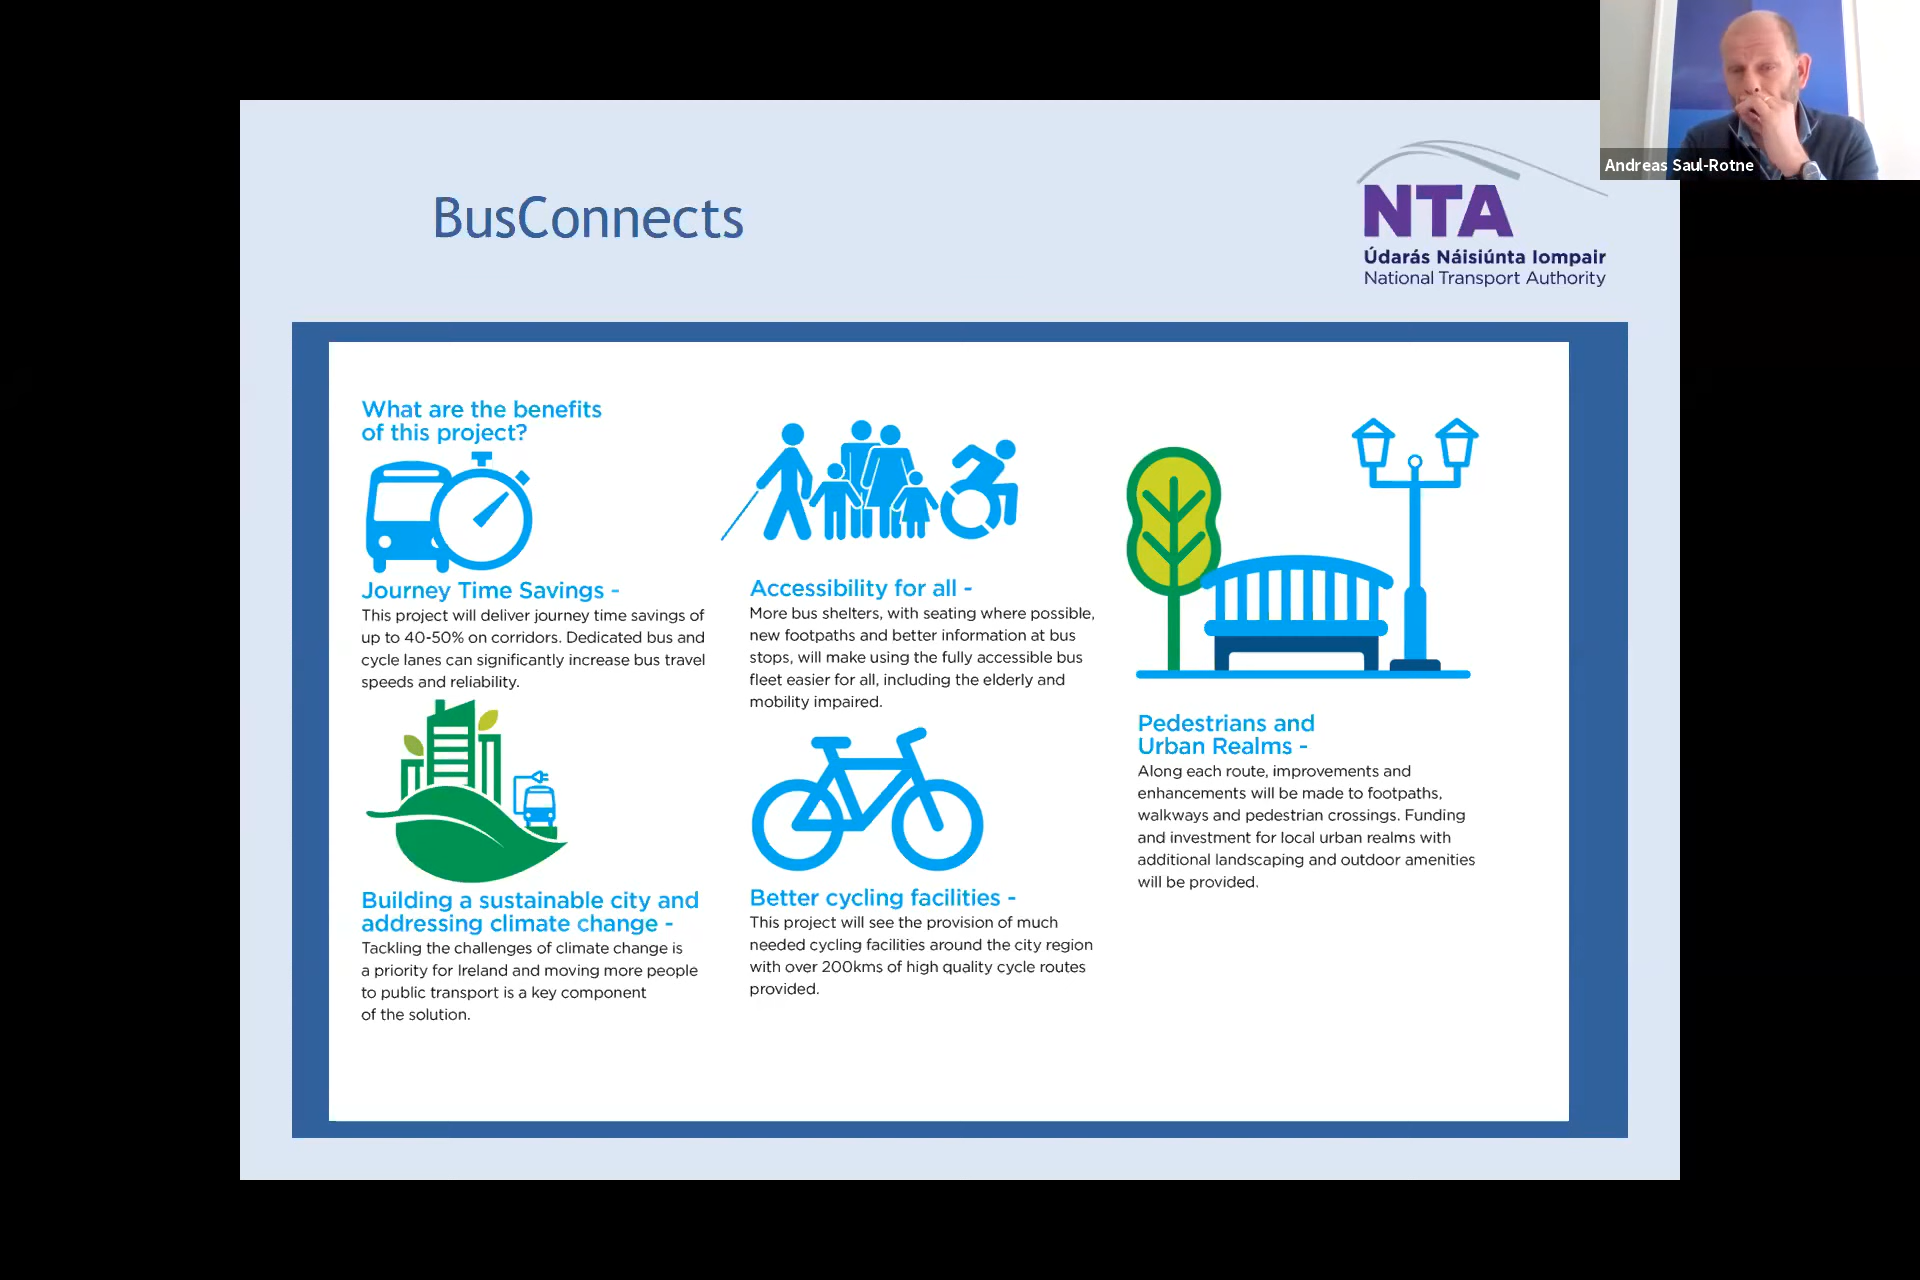 Andreas Saul-Rotne
BusConnects
NTA
Údarás Náisiúnta Iompair
National Transport Authority
What are the benefits
of this project?
Journey Time Savings -
This project will deliver journey time savings of
up to 40-50% on corridors. Dedicated bus and
cycle lanes can significantly increase bus travel
speeds and reliability.
Building a sustainable city and
addressing climate change -
Tackling the challenges of climate change is
a priority for Ireland and moving more people
to public transport is a key component
of the solution.
Accessibility for all -
More bus shelters, with seating where possible,
new footpaths and better information at bus
stops, will make using the fully accessible bus
fleet easier for all, including the elderly and
mobility impaired.
Better cycling facilities -
This project will see the provision of much
needed cycling facilities around the city region
with over 200kms of high quality cycle routes
provided.
Pedestrians and
Urban Realms -
Along each route, improvements and
enhancements will be made to footpaths,
walkways and pedestrian crossings. Funding
and investment for local urban realms with
additional landscaping and outdoor amenities
will be provided.